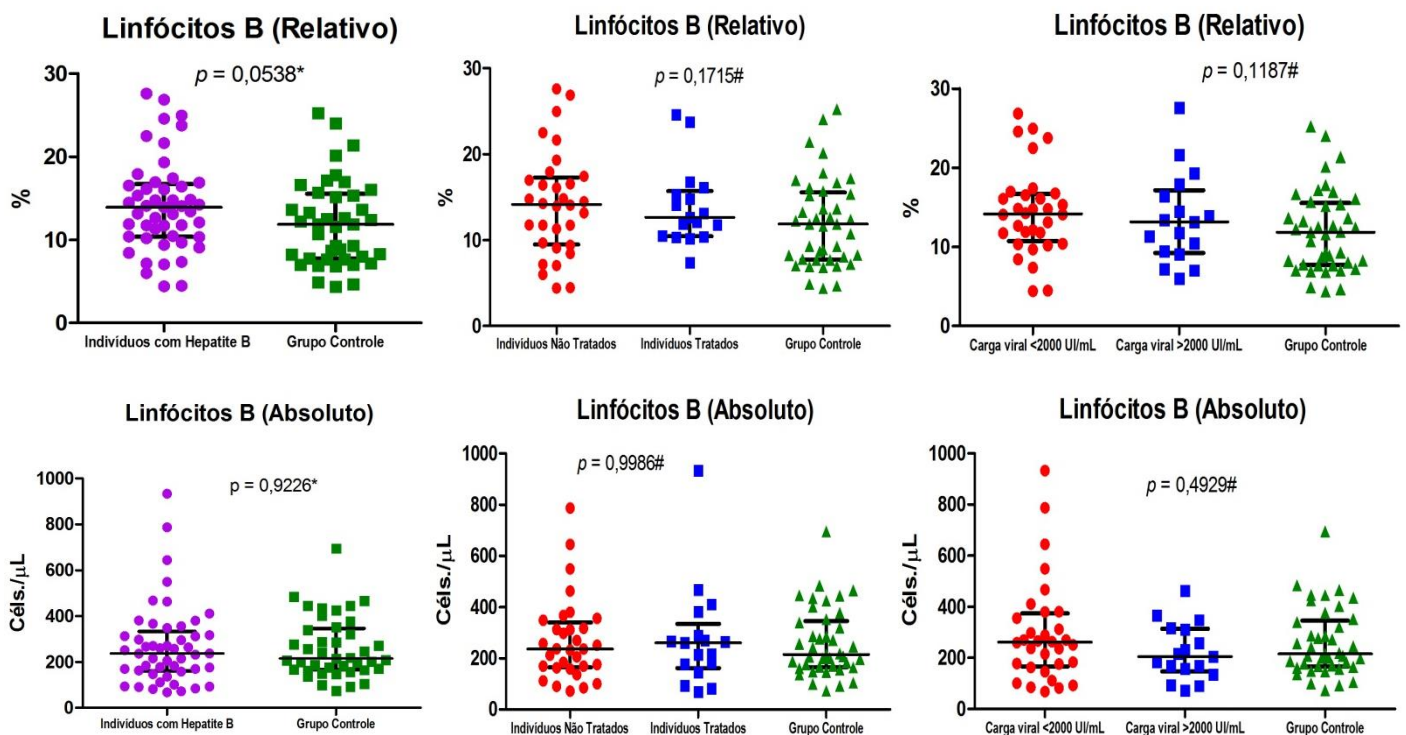 Linfócitos B (Relativo)
p = 0,0538*
30
20
10
0
%
Indivíduos com Hepatite B
Grupo Controle
Linfócitos B (Relativo)
p = 0,1715#
30
20
10
0
%
Indivíduos Não Tratados
Indivíduos Tratados
Grupo Controle
Linfócitos B (Relativo)
p = 0,1187#
30
20
10
0
%
Carga viral <2000 UI/mL
Carga viral >2000 UI/mL
Grupo Controle
Linfócitos B (Absoluto)
p = 0,9226*
1000
800
600
400
200
0
Céls./µL
Indivíduos com Hepatite B
Grupo Controle
Linfócitos B (Absoluto)
p = 0,9986#
1000
800
600
400
200
0
Céls./µL
Indivíduos Não Tratados
Indivíduos Tratados
Grupo Controle
Linfócitos B (Absoluto)
p = 0,4929#
1000
800
600
400
200
0
Céls./µL
Carga viral <2000 UI/mL
Carga viral >2000 UI/mL
Grupo Controle